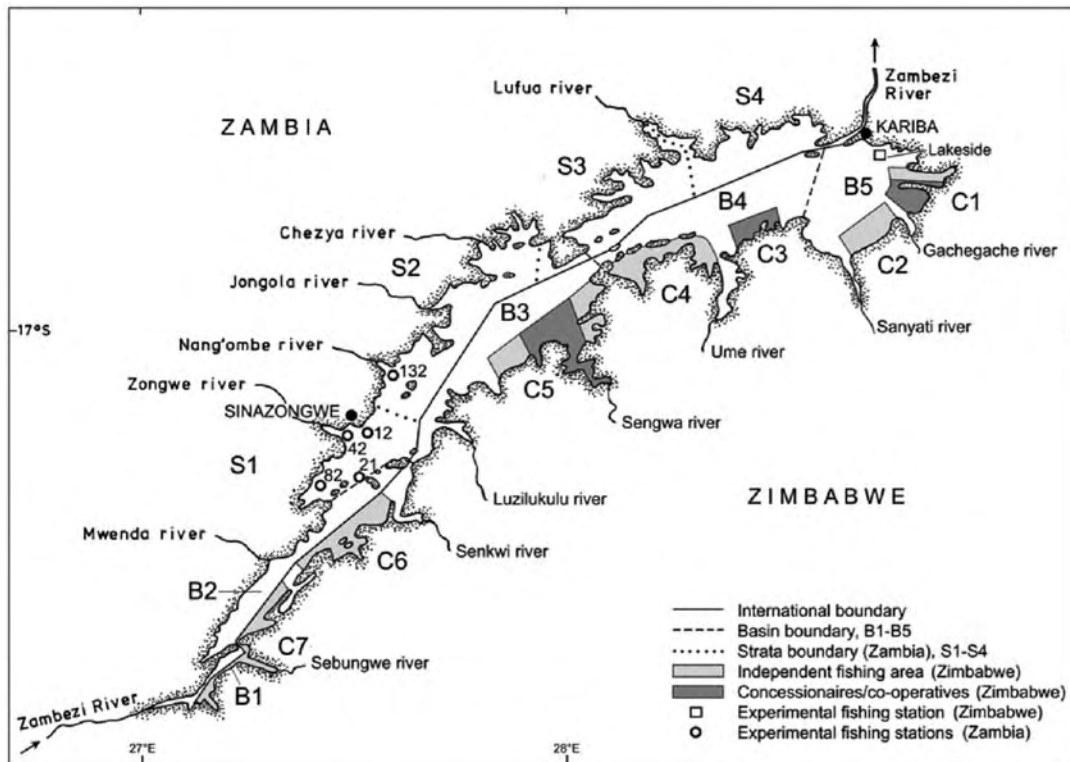 Zambezi
River
Lufua river
S4
ZAMBIA
KARIBA
Lakeside
S3
B5
C1
B4
Chezya river
Gachegache river
S2
C3
C2
Jongola river
C4
B3
Sanyati river
17°S
Ume river
Nang'ombe river
132
Zongwe river
C5
SINAZONGWE
Sengwa river
12
42
S1
21
82
Luzilukulu river
ZIMBABWE
Mwenda river
Senkwi river
C6
B2
C7
Sebungwe river
B1
Zambezi River
27°E
28°E
International boundary
Basin boundary, B1-B5
Strata boundary (Zambia), S1-S4
Independent fishing area (Zimbabwe)
Concessionaires/co-operatives (Zimbabwe)
Experimental fishing station (Zimbabwe)
Experimental fishing stations (Zambia)